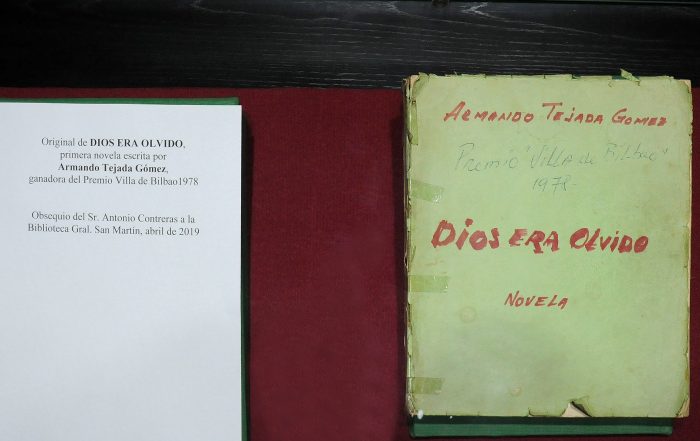 Original de DIOS ERA OLVIDO,
primera novela escrita por
Armando Tejada Gómez,
ganadora del Premio Villa de Bilbao1978
Obsequio del Sr. Antonio Contreras a la
Biblioteca Gral. San Martín, abril de 2019
ARMANDO TEJADA GOMEZ
Premio "Villa de Bilbao"
1978-
DIOS ERA OLVIDO
NOVELA